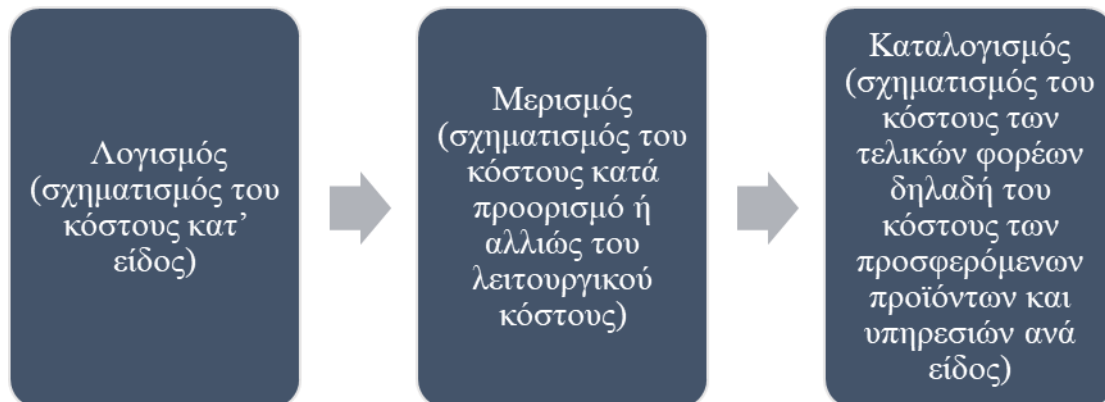 Λογισμός
(σχηματισμός του
κόστους κατ’
είδος)
Μερισμός
(σχηματισμός του
κόστους κατά
προορισμό ή
αλλιώς του
λειτουργικού
κόστους)
Καταλογισμός
(σχηματισμός του
κόστους των
τελικών φορέων
δηλαδή του
κόστους των
προσφερόμενων
προϊόντων και
υπηρεσιών ανά
είδος)